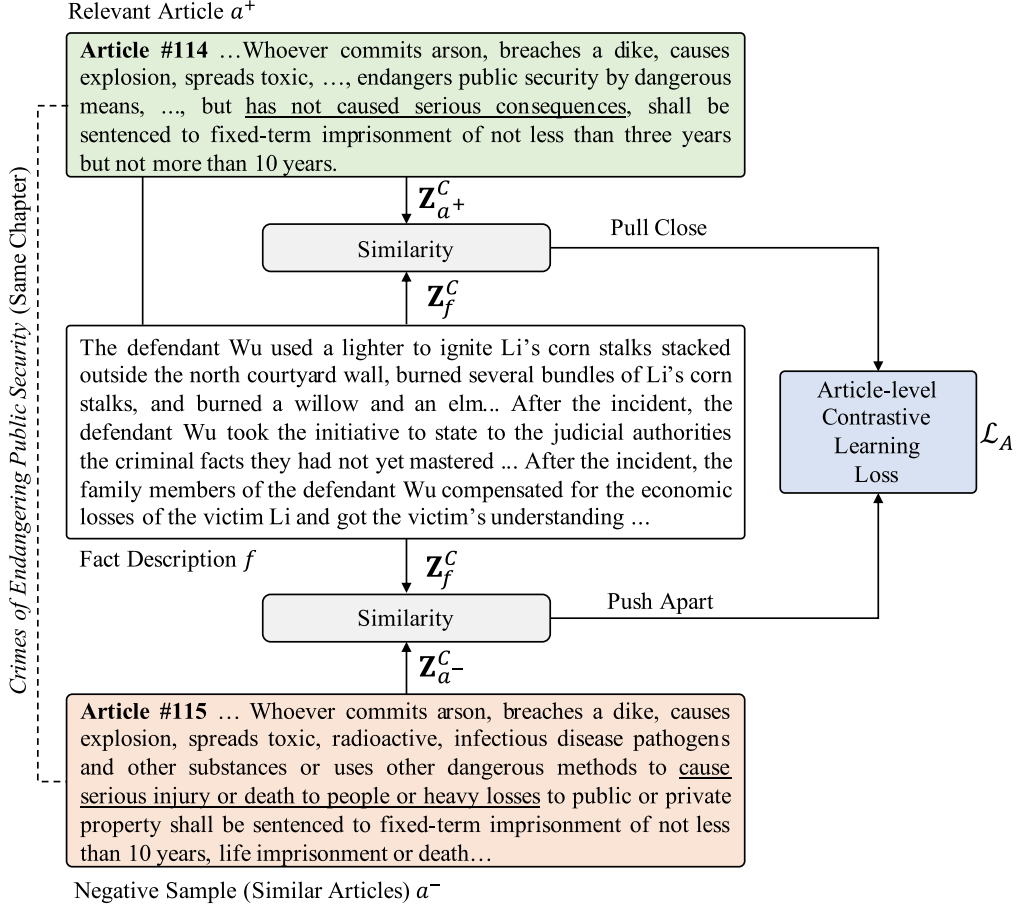 Relevant Article a⁺
Article #114 …Whoever commits arson, breaches a dike, causes
explosion, spreads toxic, …, endangers public security by dangerous
means, ..., but has not caused serious consequences, shall be
sentenced to fixed-term imprisonment of not less than three years
but not more than 10 years.
Z^C_{a⁺}
Similarity
Pull Close
Z^C_f
Crimes of Endangering Public Security (Same Chapter)
The defendant Wu used a lighter to ignite Li's corn stalks stacked
outside the north courtyard wall, burned several bundles of Li's corn
stalks, and burned a willow and an elm... After the incident, the
defendant Wu took the initiative to state to the judicial authorities
the criminal facts they had not yet mastered ... After the incident, the
family members of the defendant Wu compensated for the economic
losses of the victim Li and got the victim's understanding …
Article-level
Contrastive
Learning
Loss
ℒ_A
Fact Description f
Z^C_f
Similarity
Push Apart
Z^C_{a⁻}
Article #115 … Whoever commits arson, breaches a dike, causes
explosion, spreads toxic, radioactive, infectious disease pathogens
and other substances or uses other dangerous methods to cause
serious injury or death to people or heavy losses to public or private
property shall be sentenced to fixed-term imprisonment of not less
than 10 years, life imprisonment or death…
Negative Sample (Similar Articles) a⁻